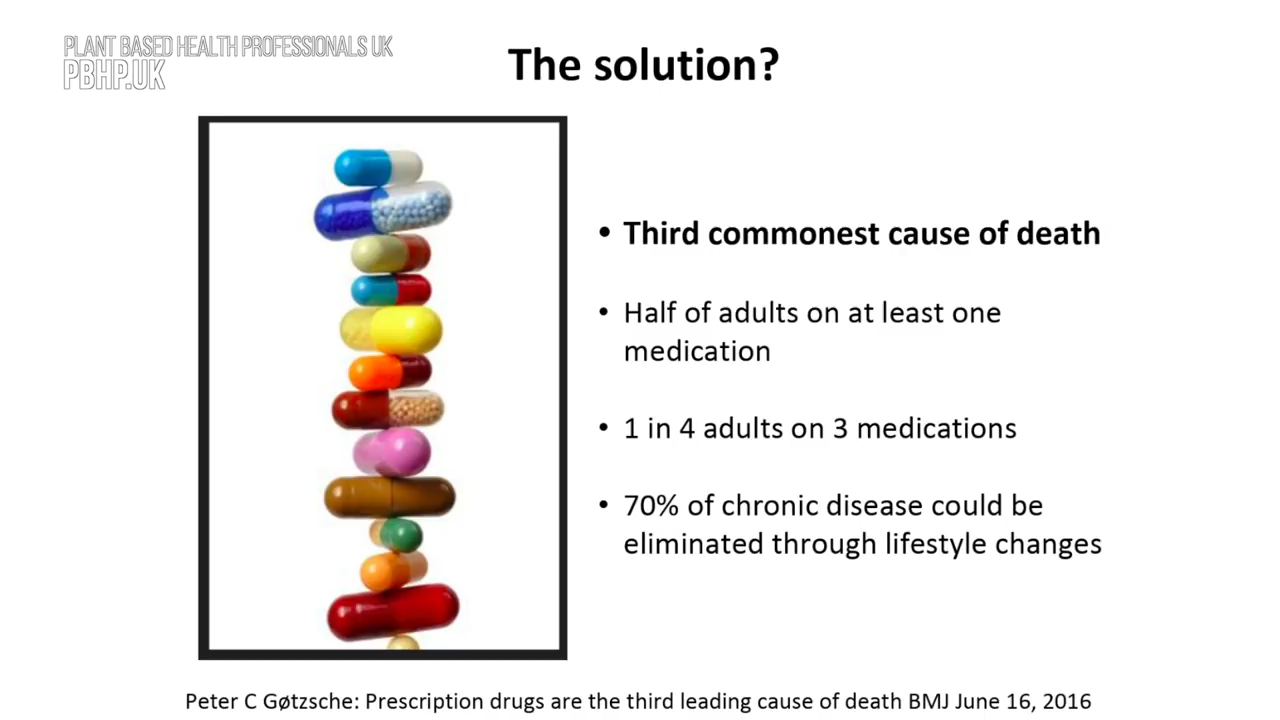 PLANT BASED HEALTH PROFESSIONALS UK
PBHP.UK
The solution?
• Third commonest cause of death
• Half of adults on at least one
medication
• 1 in 4 adults on 3 medications
• 70% of chronic disease could be
eliminated through lifestyle changes
Peter C Gøtzsche: Prescription drugs are the third leading cause of death BMJ June 16, 2016